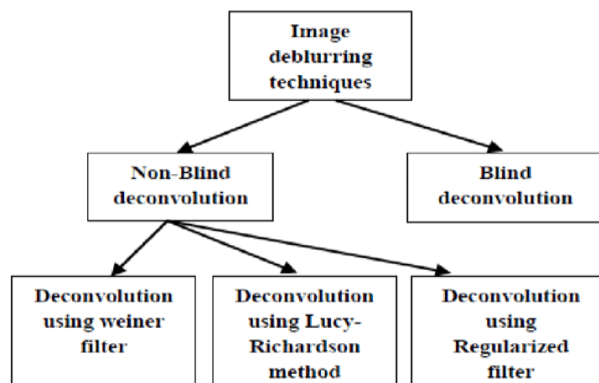 Image
deblurring
techniques
Non-Blind
deconvolution
Blind
deconvolution
Deconvolution
using weiner
filter
Deconvolution
using Lucy-
Richardson
method
Deconvolution
using
Regularized
filter